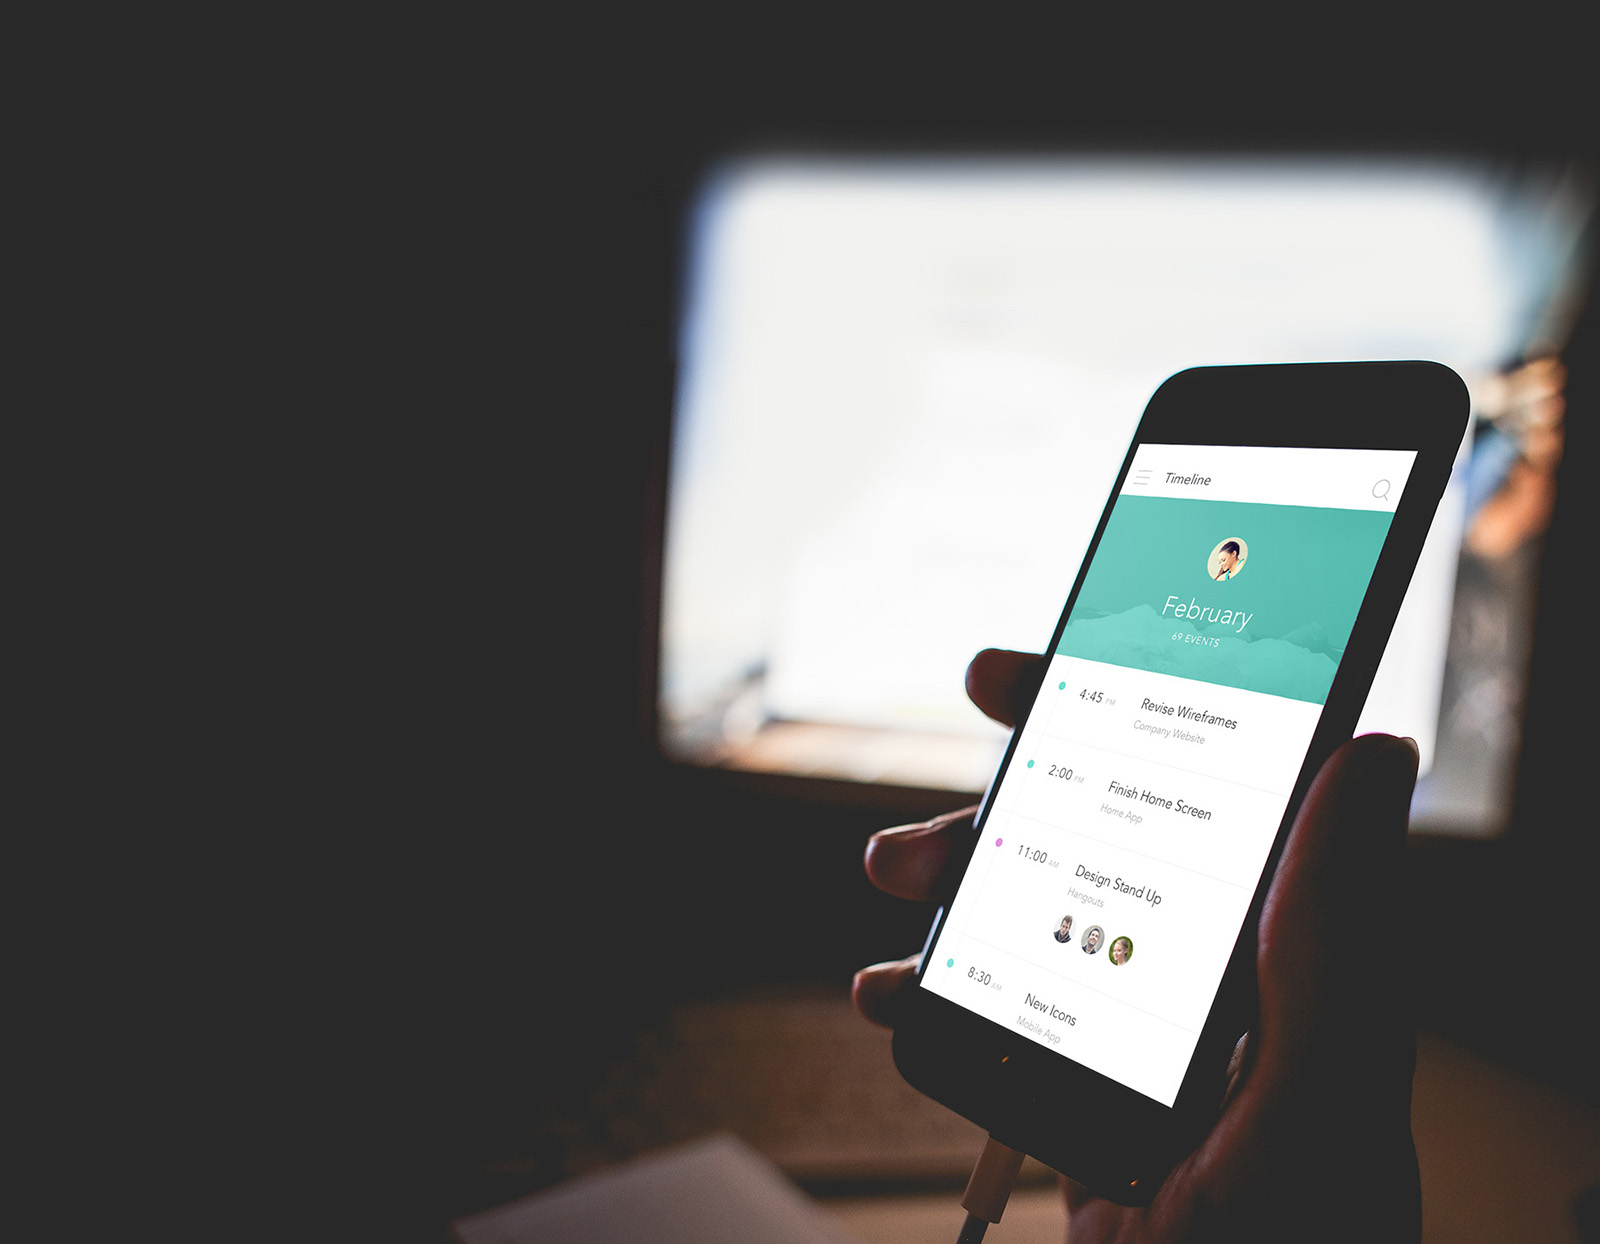 Timeline
February
69 EVENTS
4:45 PM
Revise Wireframes
Company Website
2:00 PM
Finish Home Screen
Home App
11:00 AM
Design Stand Up
Hangouts
8:30 AM
New Icons
Mobile App